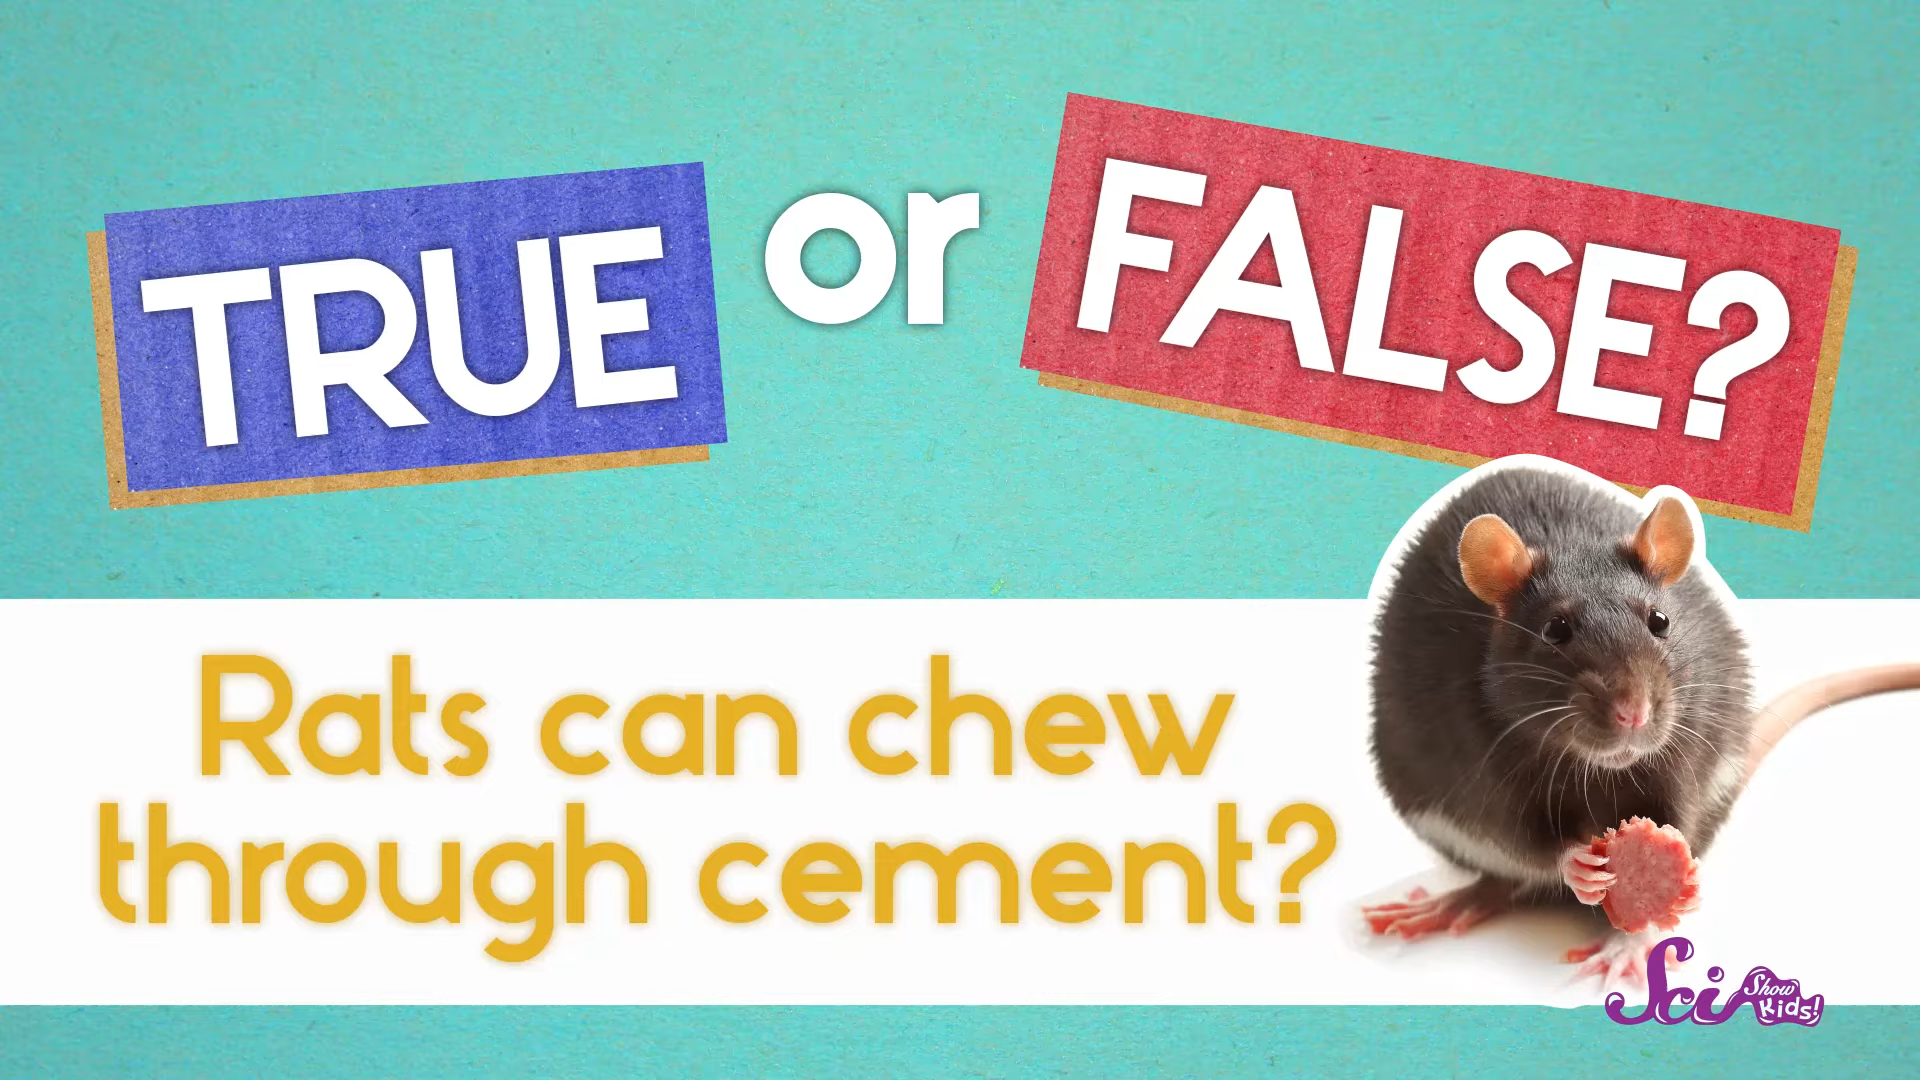 TRUE or FALSE?
Rats can chew
through cement?
SciShow Kids!